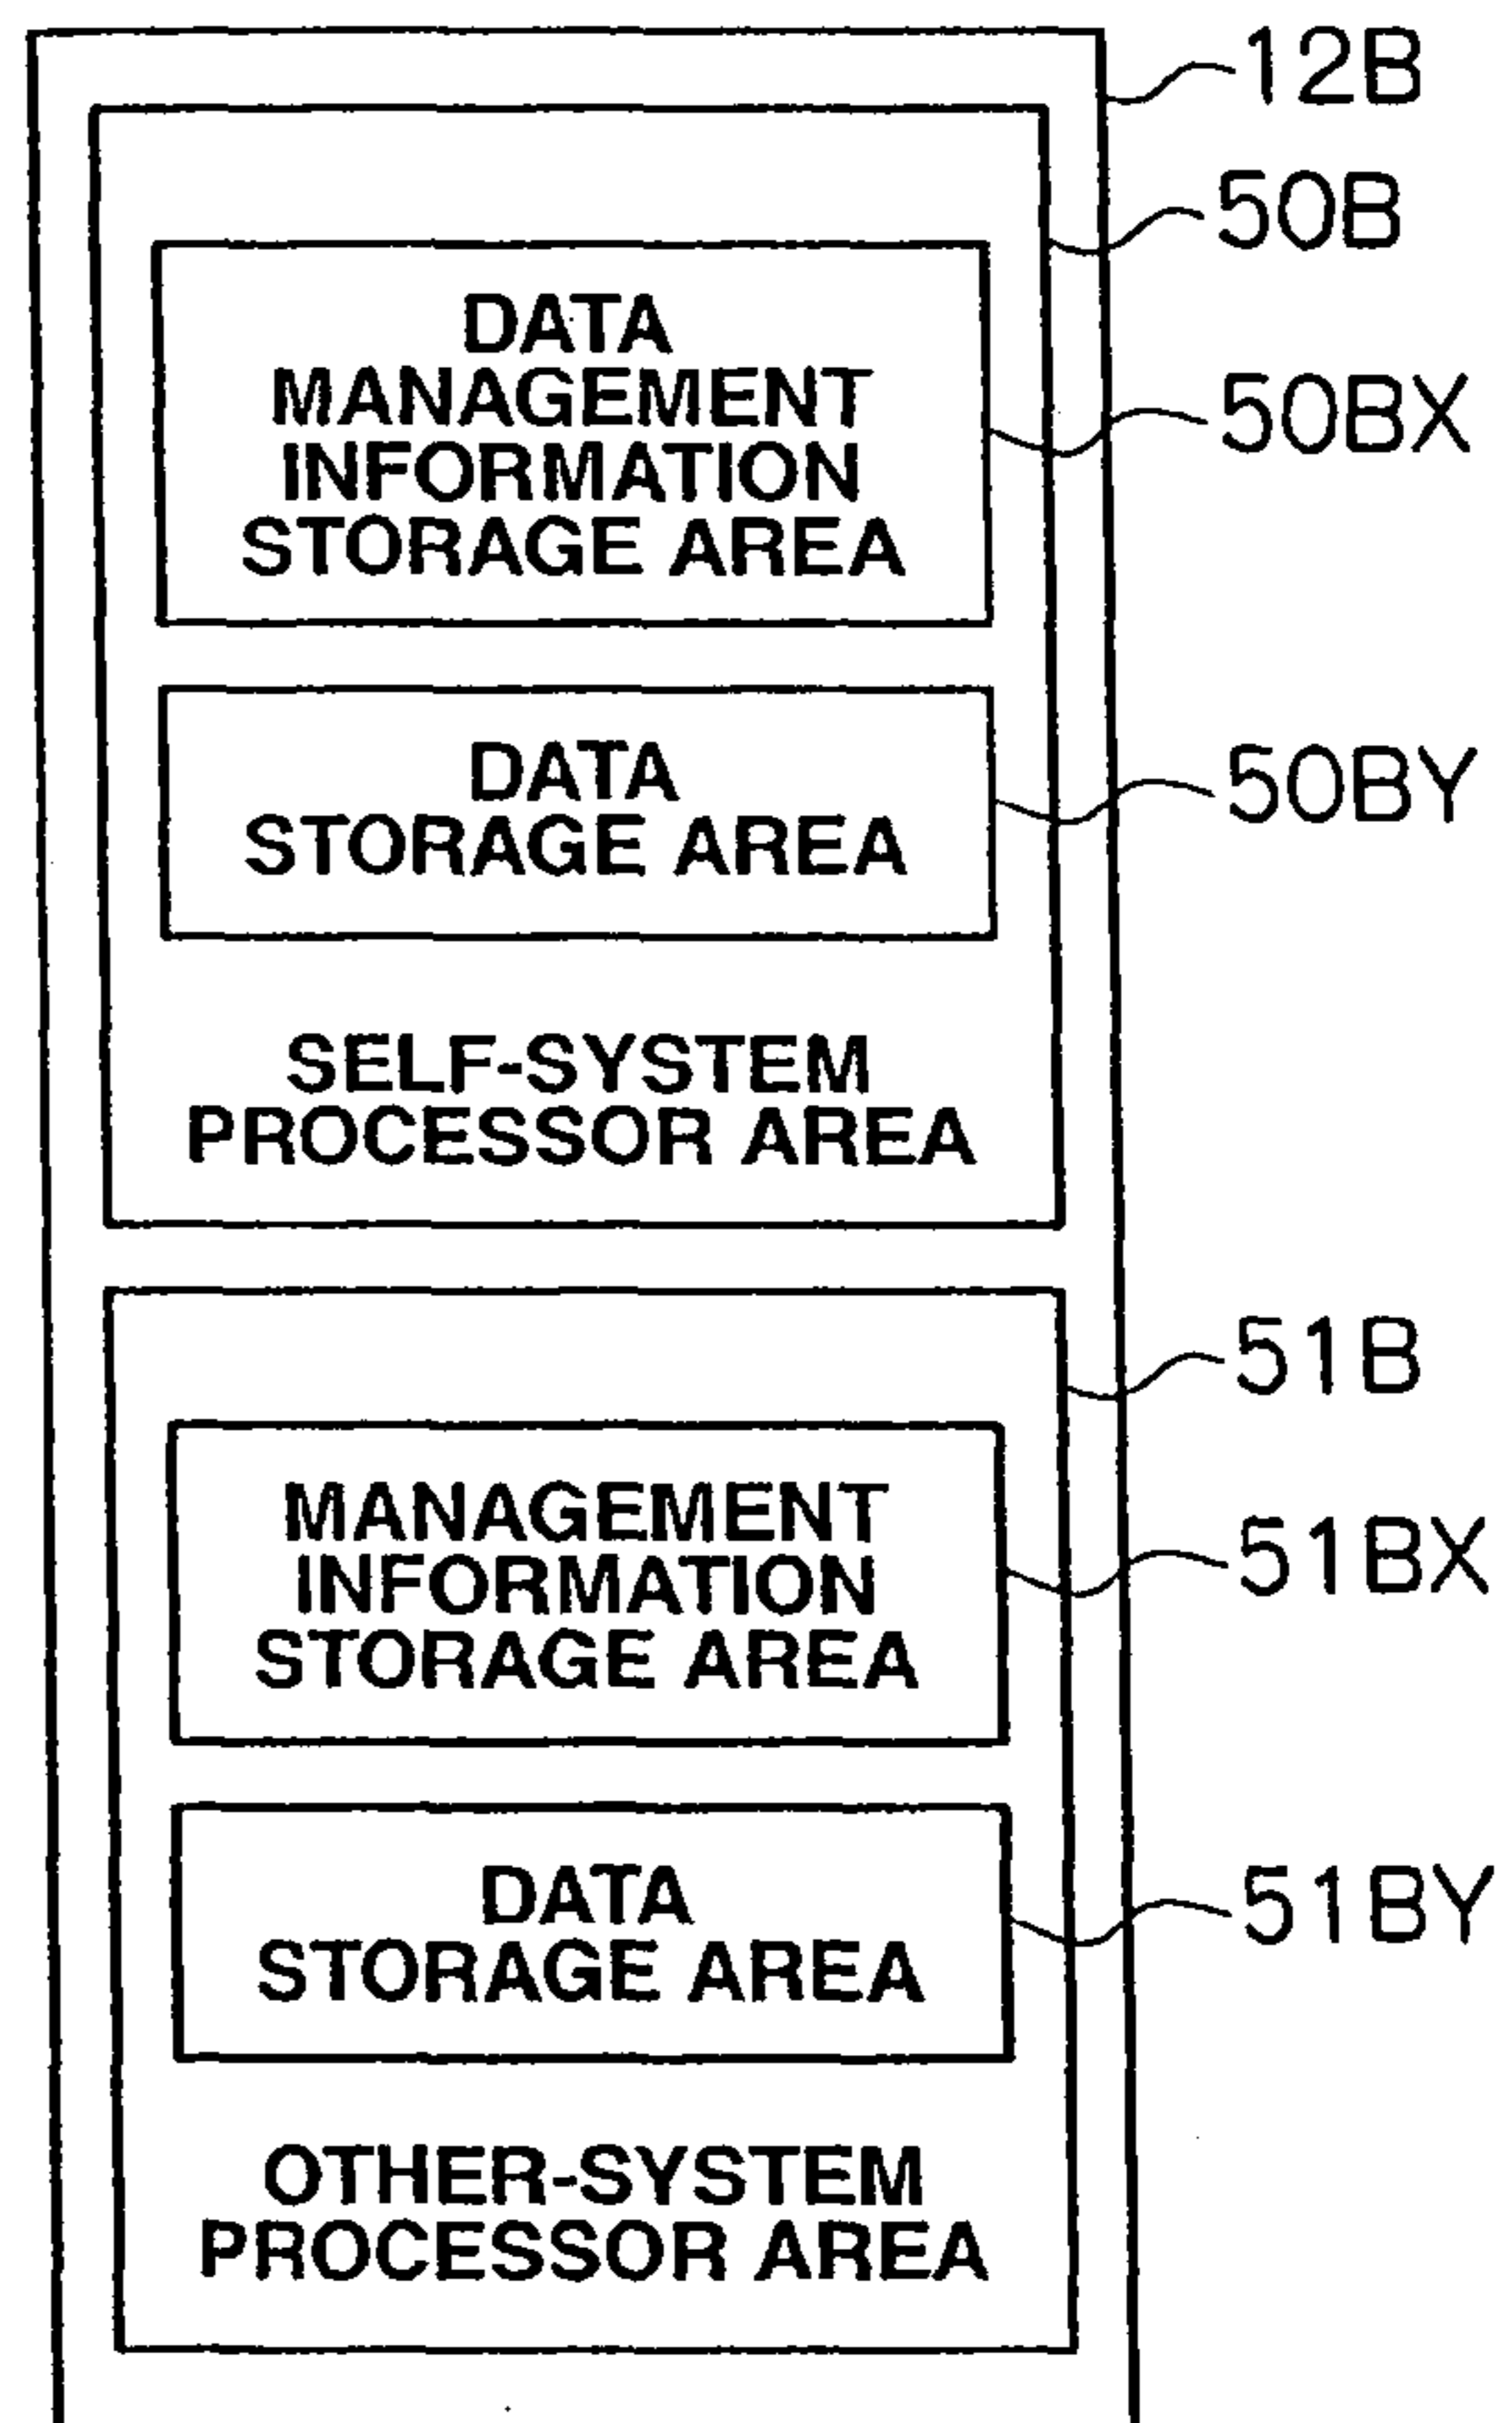 12B
50B
DATA
MANAGEMENT
INFORMATION
STORAGE AREA
50BX
DATA
STORAGE AREA
50BY
SELF-SYSTEM
PROCESSOR AREA
51B
MANAGEMENT
INFORMATION
STORAGE AREA
51BX
DATA
STORAGE AREA
51BY
OTHER-SYSTEM
PROCESSOR AREA